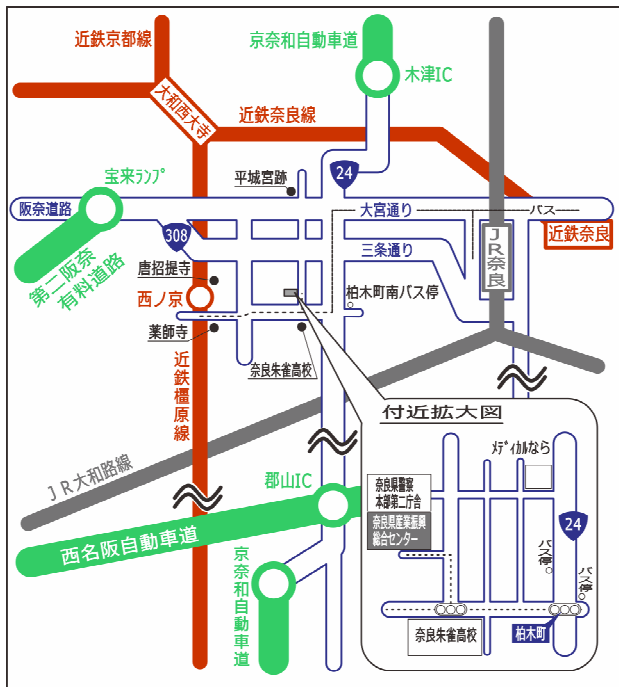 近鉄京都線
京奈和自動車道
木津IC
大和西大寺
近鉄奈良線
24
平城宮跡
宝来ランプ
阪奈道路
大宮通り
バス
308
近鉄奈良
三条通り
JR奈良
第二阪奈
有料道路
唐招提寺
西ノ京
柏木町南バス停
薬師寺
奈良朱雀高校
近鉄橿原線
付近拡大図
JR大和路線
メディカルなら
郡山IC
奈良県警察
本部第二庁舎
奈良県産業振興
総合センター
24
西名阪自動車道
バス停
バス停
京奈和自動車道
奈良朱雀高校
柏木町